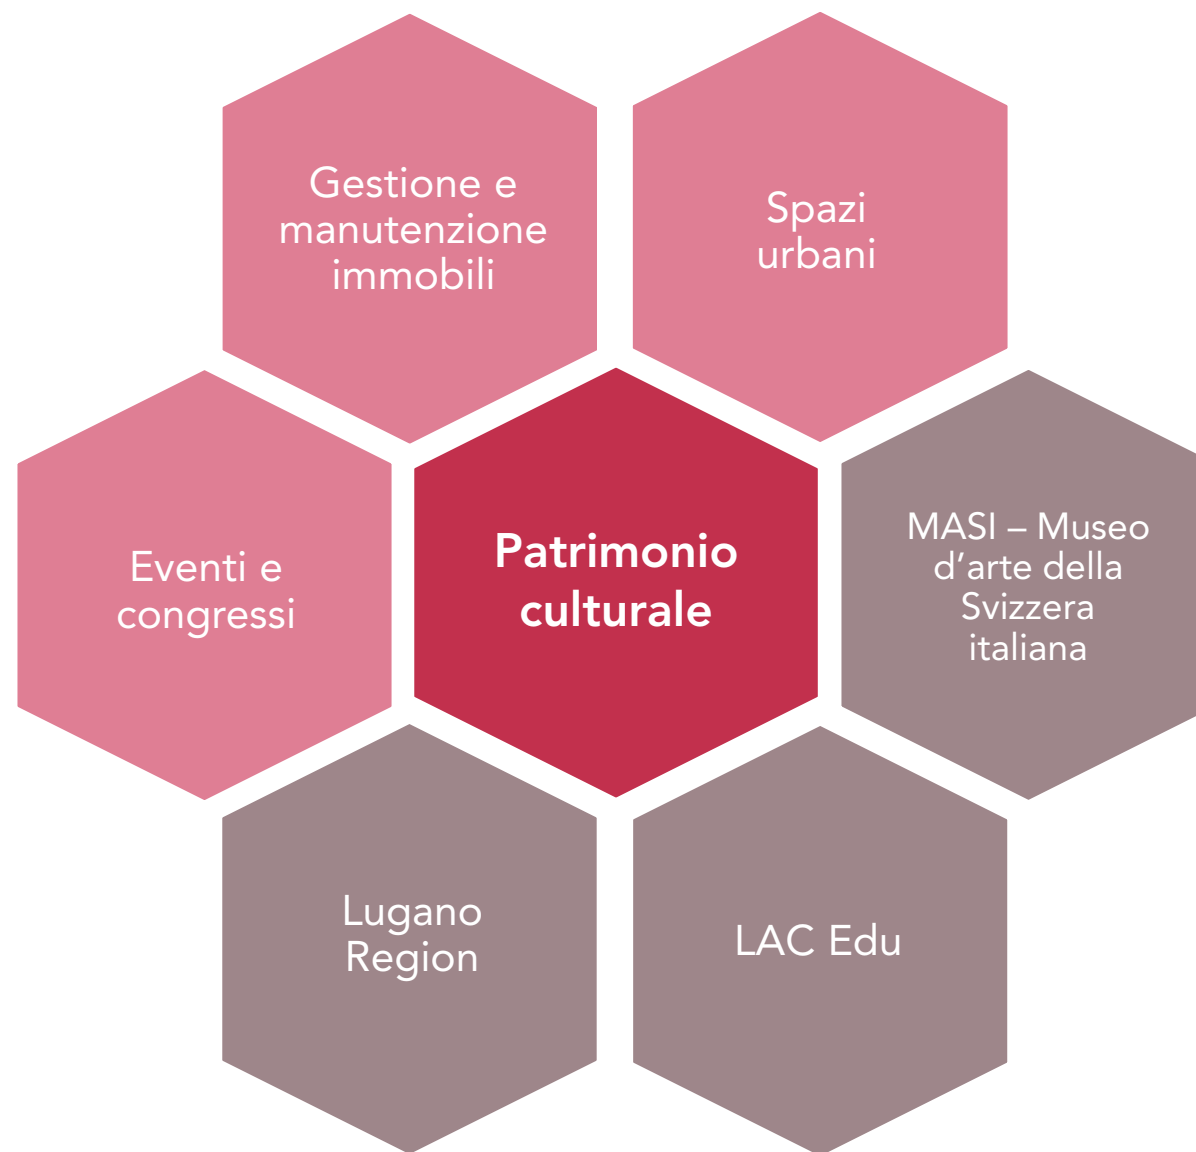 Gestione e
manutenzione
immobili
Spazi
urbani
Eventi e
congressi
Patrimonio
culturale
MASI – Museo
d’arte della
Svizzera
italiana
Lugano
Region
LAC Edu